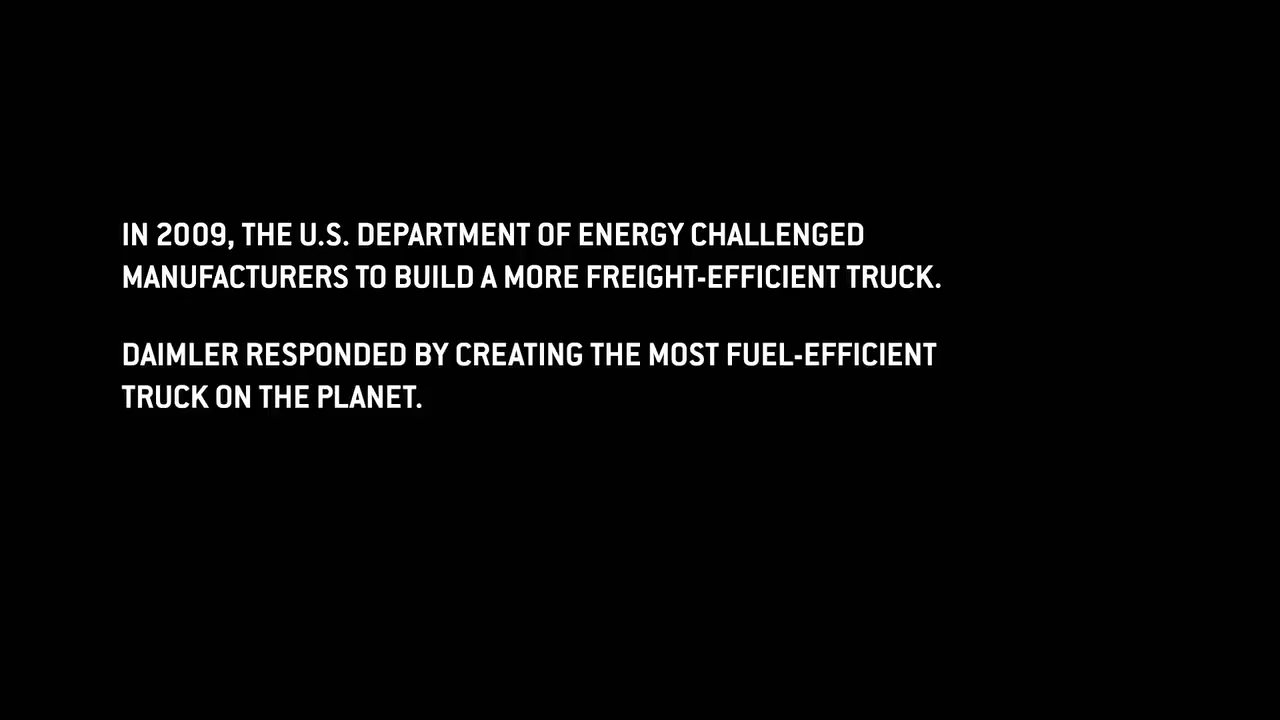 IN 2009, THE U.S. DEPARTMENT OF ENERGY CHALLENGED
MANUFACTURERS TO BUILD A MORE FREIGHT-EFFICIENT TRUCK.
DAIMLER RESPONDED BY CREATING THE MOST FUEL-EFFICIENT
TRUCK ON THE PLANET.